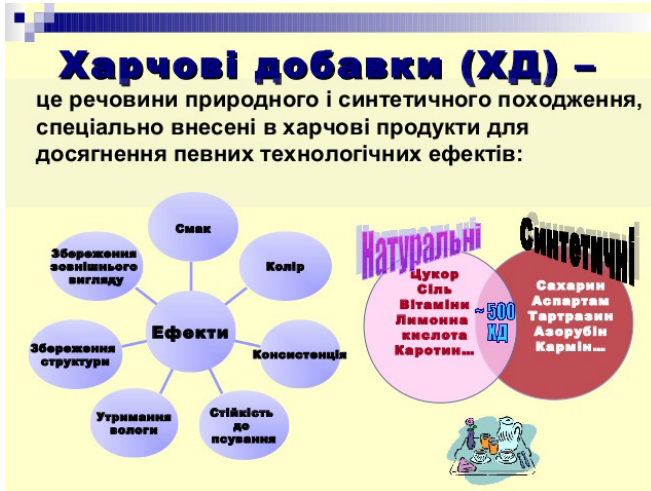 Харчові добавки (ХД) –
це речовини природного і синтетичного походження,
спеціально внесені в харчові продукти для
досягнення певних технологічних ефектів:
Смак
Колір
Консистенція
Стійкість
до
псування
Утримання
вологи
Збереження
структури
Збереження
зовнішнього
вигляду
Ефекти
Натуральні
Цукор
Сіль
Вітаміни
Лимонна
кислота
Каротин...
~ 500
ХД
Синтетичні
Сахарин
Аспартам
Тартразин
Азорубін
Кармін...